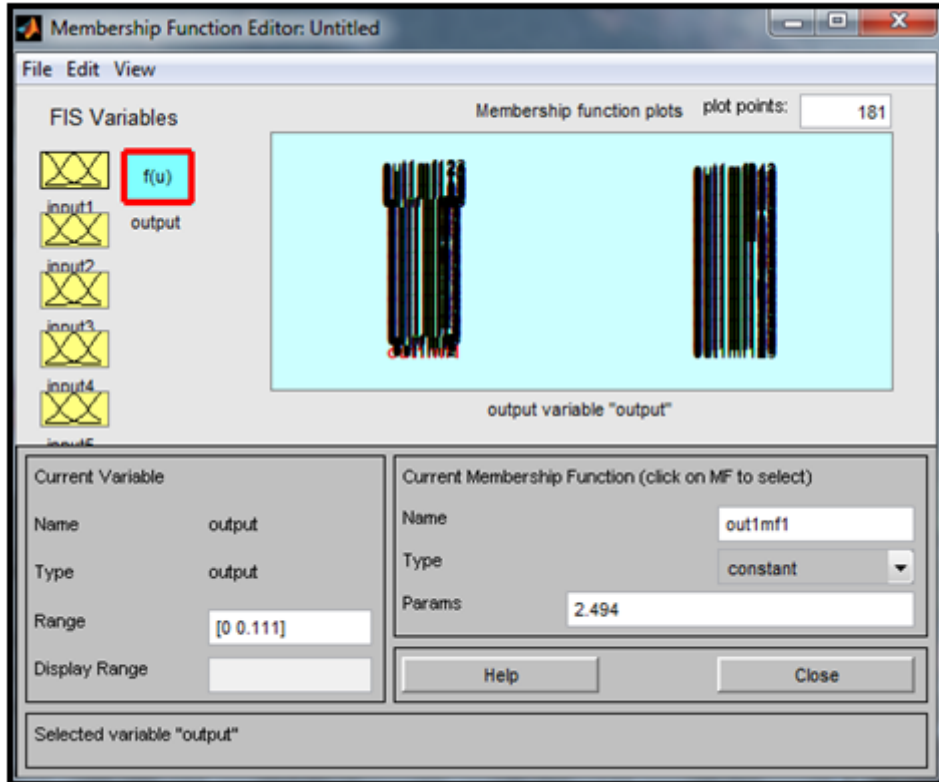 Membership Function Editor: Untitled
File Edit View
FIS Variables
Membership function plots plot points: 181
f(u)
input1
output
input2
input3
input4
input5
output variable "output"
Current Variable
Name output
Type output
Range [0 0.111]
Display Range
Current Membership Function (click on MF to select)
Name out1mf1
Type constant
Params 2.494
Help Close
Selected variable "output"